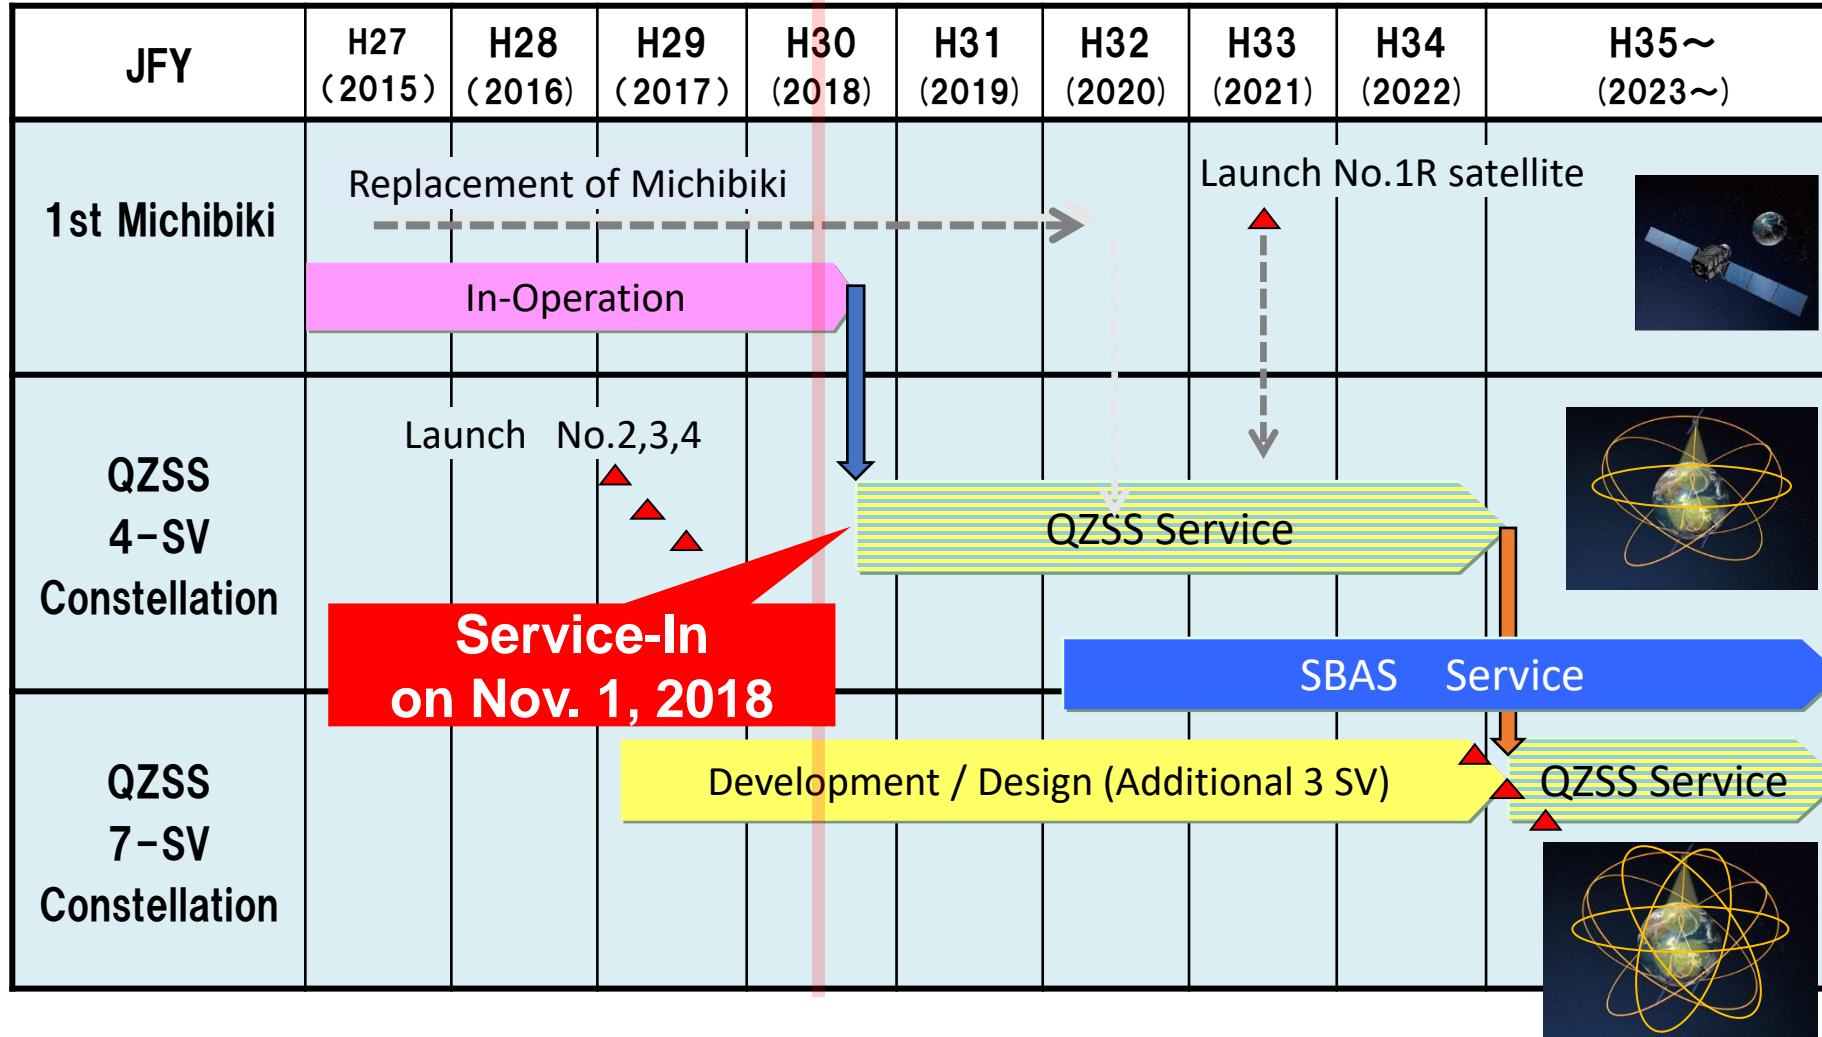 JFY
H27
(2015)
H28
(2016)
H29
(2017)
H30
(2018)
H31
(2019)
H32
(2020)
H33
(2021)
H34
(2022)
H35～
(2023～)
1st Michibiki
Replacement of Michibiki
Launch No.1R satellite
In-Operation
QZSS
4-SV
Constellation
Launch No.2,3,4
QZSS Service
Service-In
on Nov. 1, 2018
SBAS Service
QZSS
7-SV
Constellation
Development / Design (Additional 3 SV)
QZSS Service